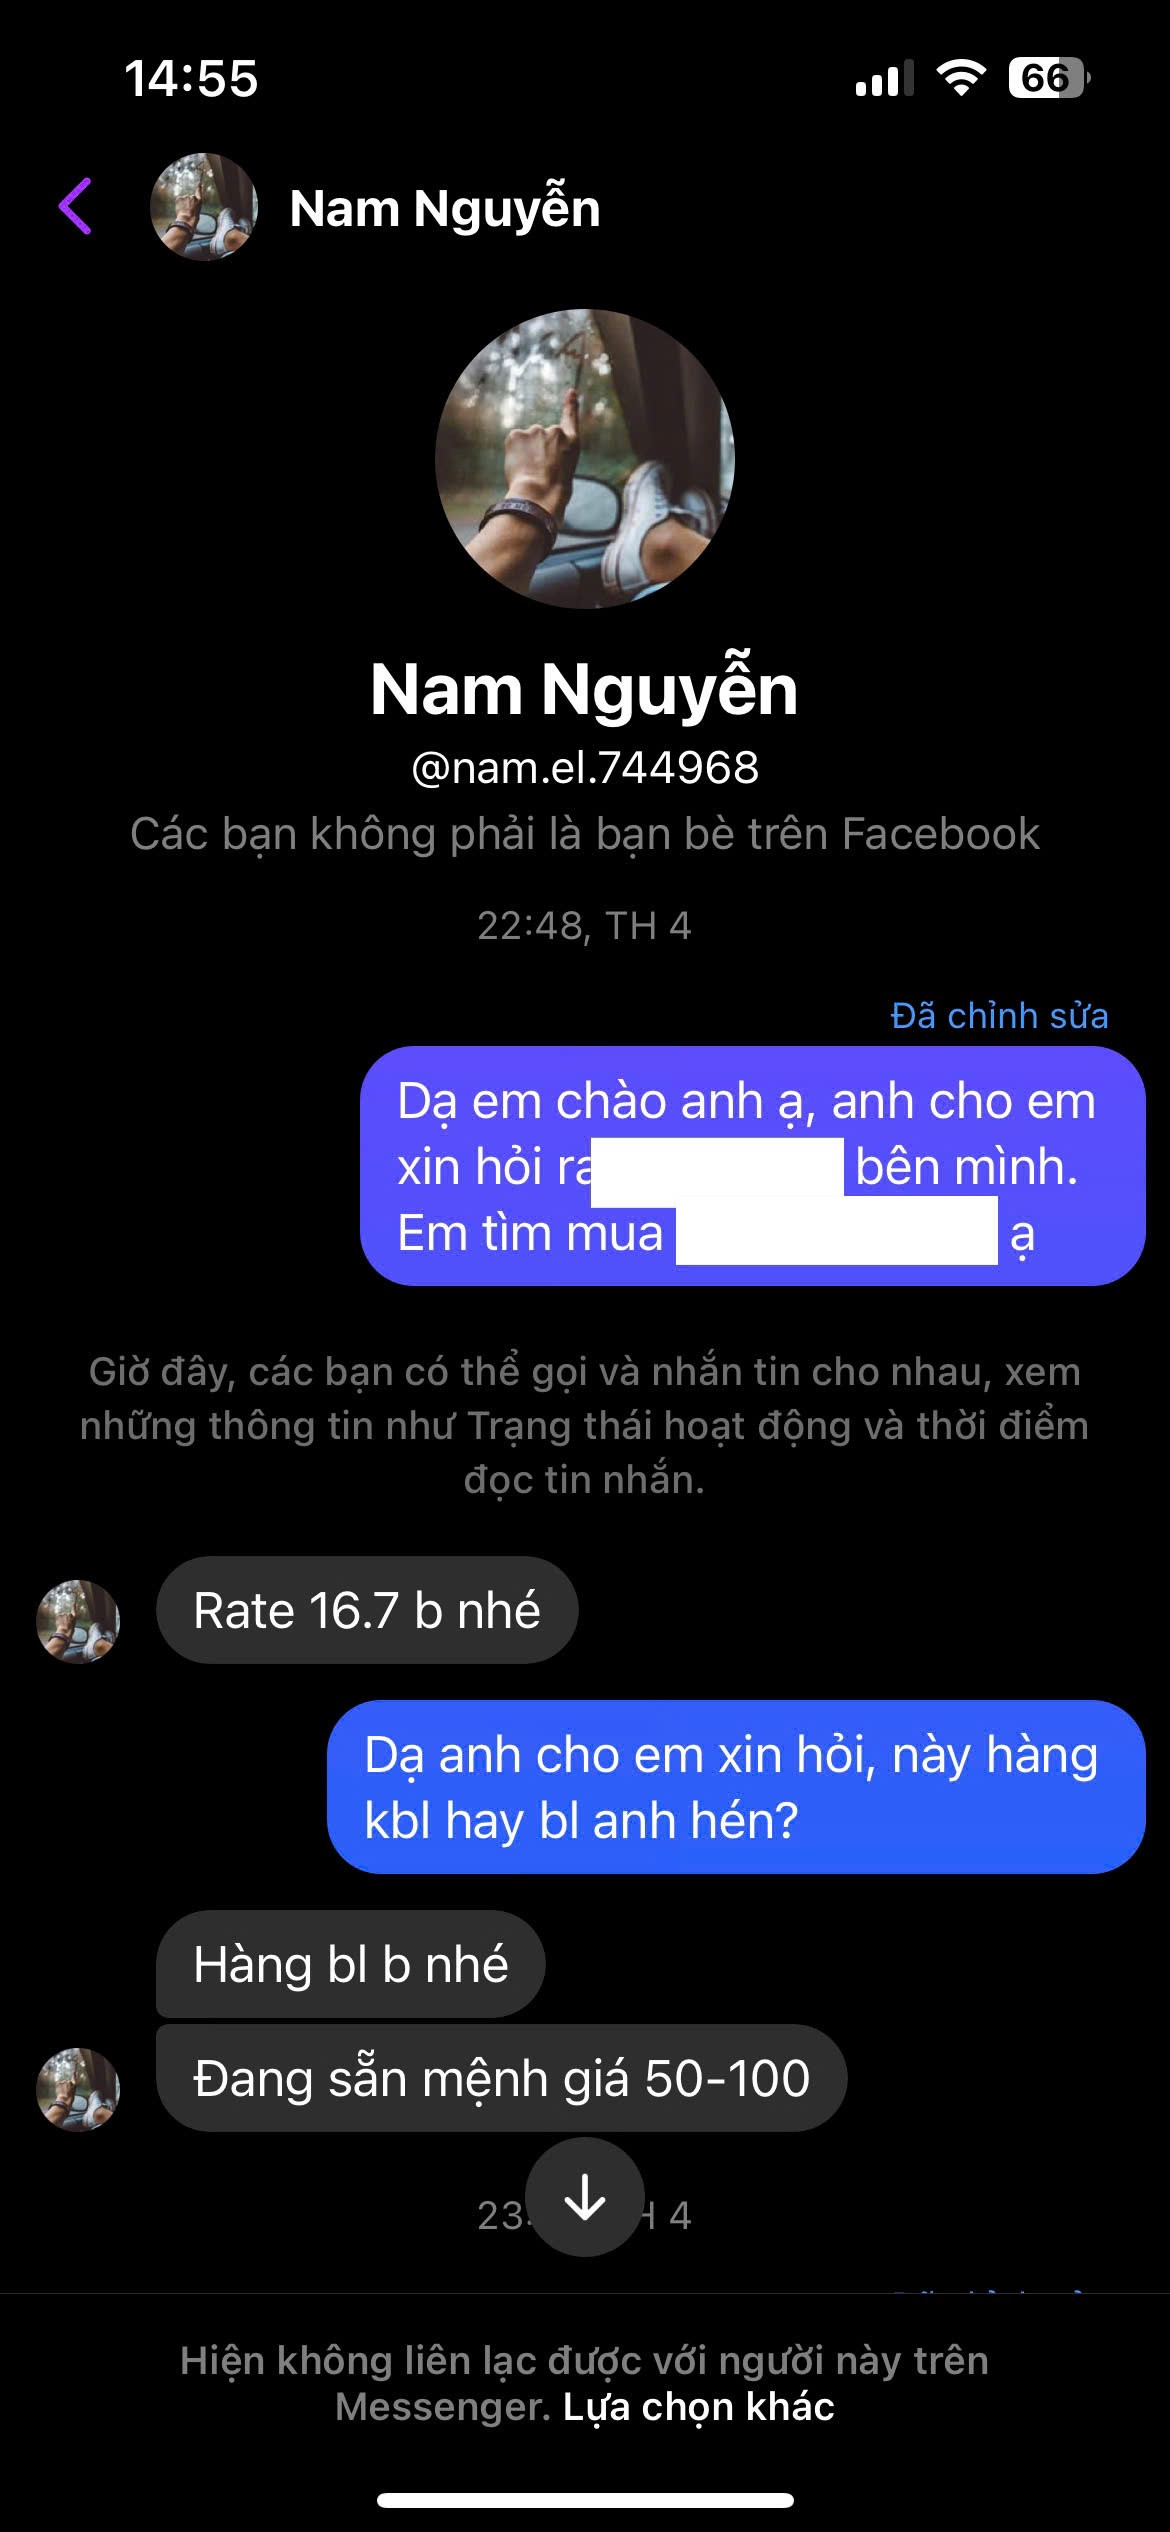 14:55
66
Nam Nguyễn
Nam Nguyễn
@nam.el.744968
Các bạn không phải là bạn bè trên Facebook
22:48, TH 4
Đã chỉnh sửa
Dạ em chào anh ạ, anh cho em
xin hỏi bên mình.
Em tìm mua ạ
Giờ đây, các bạn có thể gọi và nhắn tin cho nhau, xem
những thông tin như Trạng thái hoạt động và thời điểm
đọc tin nhắn.
Rate 16.7 b nhé
Dạ anh cho em xin hỏi, này hàng
kbl hay bl anh hén?
Hàng bl b nhé
Đang sẵn mệnh giá 50-100
4
Hiện không liên lạc được với người này trên
Messenger. Lựa chọn khác